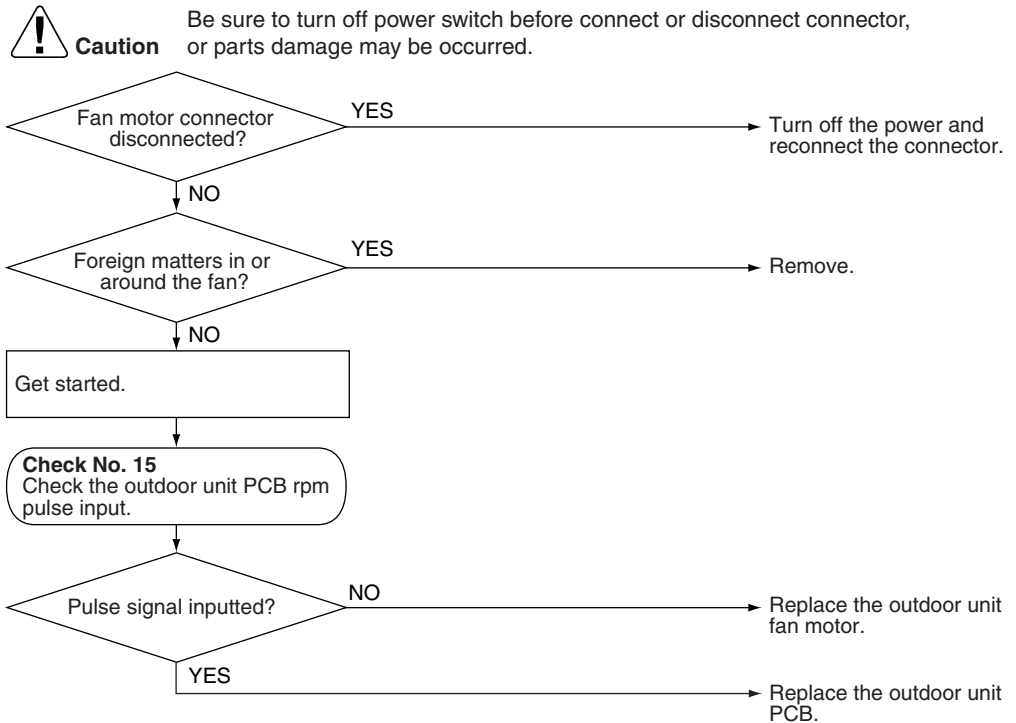 Be sure to turn off power switch before connect or disconnect connector,
Caution or parts damage may be occurred.
Fan motor connector
disconnected?
YES
Turn off the power and
reconnect the connector.
NO
Foreign matters in or
around the fan?
YES
Remove.
NO
Get started.
Check No. 15
Check the outdoor unit PCB rpm
pulse input.
Pulse signal inputted?
NO
Replace the outdoor unit
fan motor.
YES
Replace the outdoor unit
PCB.